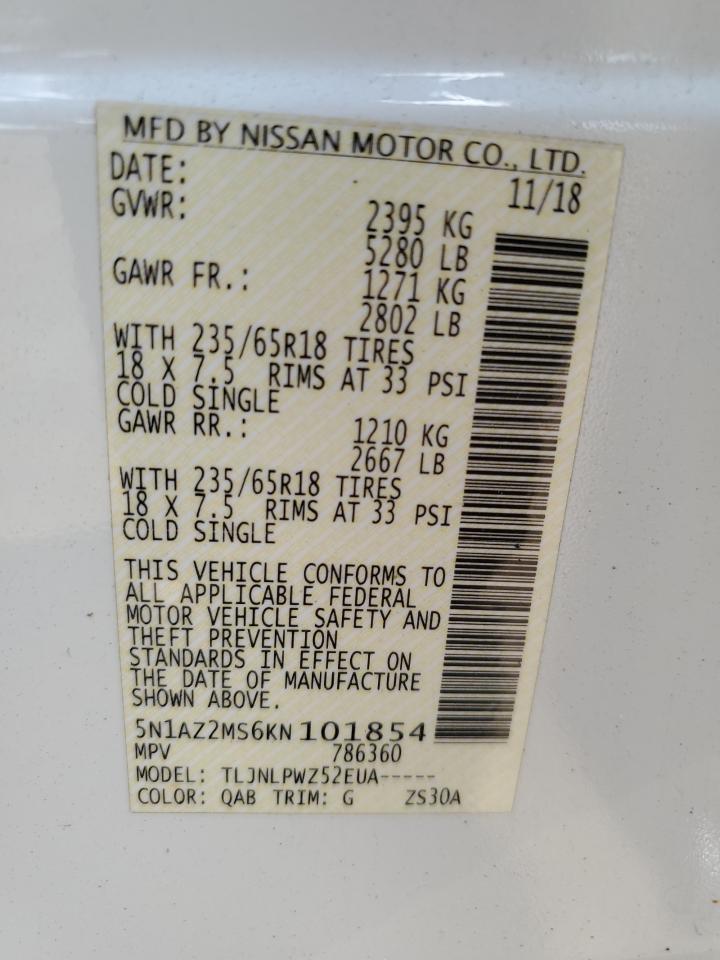 MFD BY NISSAN MOTOR CO., LTD.
DATE: 11/18
GVWR: 2395 KG
5280 LB
GAWR FR.: 1271 KG
2802 LB
WITH 235/65R18 TIRES
18 X 7.5 RIMS AT 33 PSI
COLD SINGLE
GAWR RR.: 1210 KG
2667 LB
WITH 235/65R18 TIRES
18 X 7.5 RIMS AT 33 PSI
COLD SINGLE
THIS VEHICLE CONFORMS TO
ALL APPLICABLE FEDERAL
MOTOR VEHICLE SAFETY AND
THEFT PREVENTION
STANDARDS IN EFFECT ON
THE DATE OF MANUFACTURE
SHOWN ABOVE.
5N1AZ2MS6KN101854
MPV 786360
MODEL: TLJNLPWZ52EUA-----
COLOR: QAB TRIM: G ZS30A